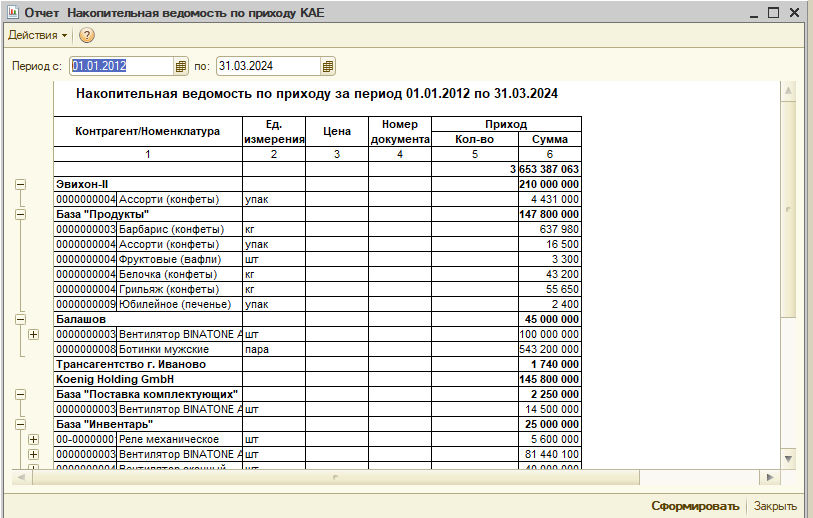 Отчет Накопительная ведомость по приходу КАЕ
Действия
Период с: 01.01.2012 по: 31.03.2024
Накопительная ведомость по приходу за период 01.01.2012 по 31.03.2024
Контрагент/Номенклатура Ед. измерения Цена Номер документа Приход
Кол-во Сумма
1 2 3 4 5 6
3 653 387 063
Эвихон-II 210 000 000
0000000004 Ассорти (конфеты) упак 4 431 000
База "Продукты" 147 800 000
0000000003 Барбарис (конфеты) кг 637 980
0000000004 Ассорти (конфеты) упак 16 500
0000000004 Фруктовые (вафли) шт 3 300
0000000004 Белочка (конфеты) кг 43 200
0000000004 Грильяж (конфеты) кг 55 650
0000000009 Юбилейное (печенье) упак 2 400
Балашов 45 000 000
0000000003 Вентилятор BINATONE A шт 100 000 000
0000000008 Ботинки мужские пара 543 200 000
Трансагентство г. Иваново 1 740 000
Koenig Holding GmbH 145 800 000
База "Поставка комплектующих" 2 250 000
0000000003 Вентилятор BINATONE A шт 14 500 000
База "Инвентарь" 25 000 000
00-0000000 Реле механическое шт 5 600 000
0000000003 Вентилятор BINATONE A шт 81 440 100
0000000004 Вентилятор оконный шт 40 000 000
Сформировать Закрыть